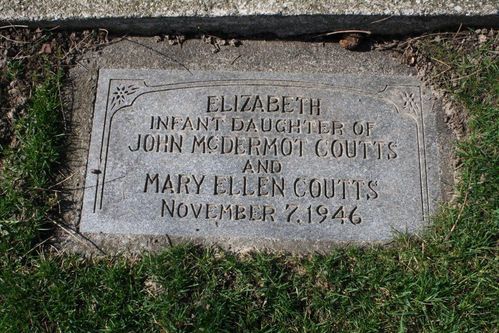 ELIZABETH
INFANT DAUGHTER OF
JOHN MCDERMOT COUTTS
AND
MARY ELLEN COUTTS
NOVEMBER 7, 1946